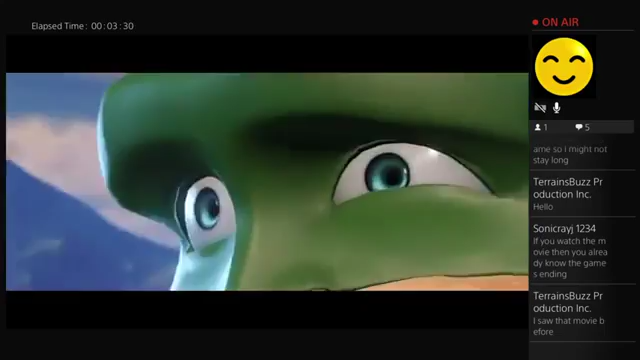 Elapsed Time : 00:03:30
ON AIR
1
5
ame so I might not
stay long
TerrainsBuzz Pr
oduction Inc.
Hello
Sonicrayj 1234
If you watch the m
ovie then you alrea
dy know the game
s ending
TerrainsBuzz Pr
oduction Inc.
I saw that movie b
efore